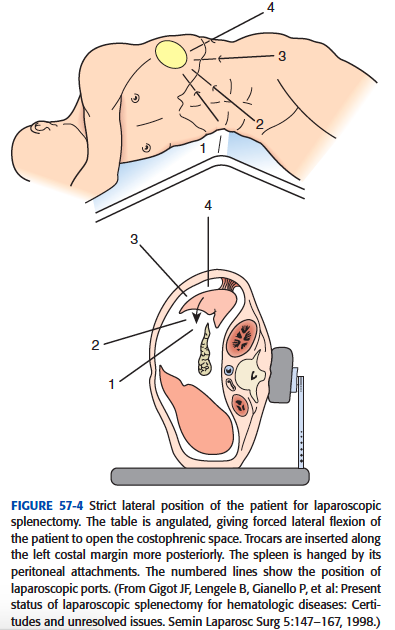 4
3
2
1
4
3
2
1
FIGURE 57-4 Strict lateral position of the patient for laparoscopic
splenectomy. The table is angulated, giving forced lateral flexion of
the patient to open the costophrenic space. Trocars are inserted along
the left costal margin more posteriorly. The spleen is hanged by its
peritoneal attachments. The numbered lines show the position of
laparoscopic ports. (From Gigot JF, Lengele B, Gianello P, et al: Present
status of laparoscopic splenectomy for hematologic diseases: Certi-
tudes and unresolved issues. Semin Laparosc Surg 5:147–167, 1998.)